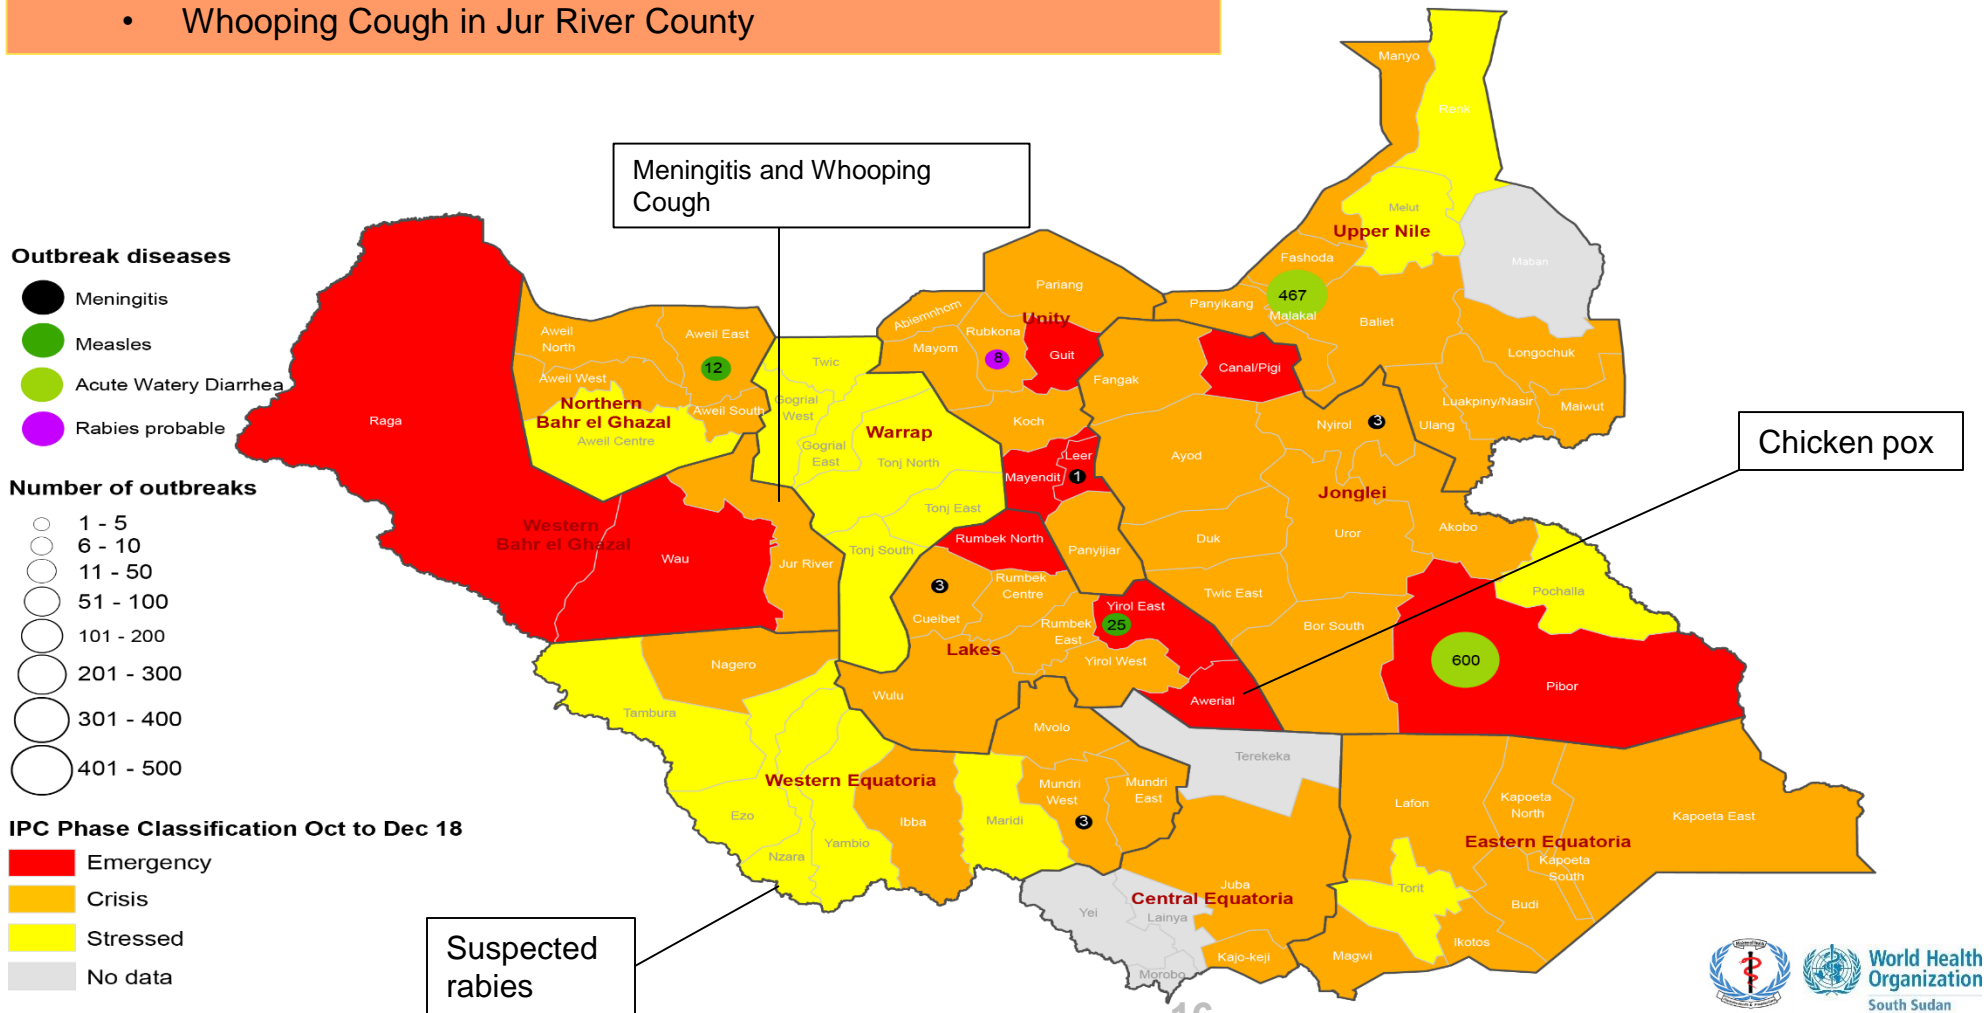 • Whooping Cough in Jur River County
Meningitis and Whooping
Cough
Outbreak diseases
Meningitis
Measles
Acute Watery Diarrhea
Rabies probable
Number of outbreaks
1 - 5
6 - 10
11 - 50
51 - 100
101 - 200
201 - 300
301 - 400
401 - 500
IPC Phase Classification Oct to Dec 18
Emergency
Crisis
Stressed
No data
Manyo
Renk
Melut
Upper Nile
Maban
Fashoda
467
Panyikang
Malakal
Baliet
Longochuk
Luakpiny/Nasir
Maiwut
Ulang
Pariang
Abiemnhom
Unity
Rubkona
Mayom
8
Guit
Koch
Leer
1
Mayendit
Panyijiar
Fangak
Canal/Pigi
Nyirol
3
Ayod
Jonglei
Akobo
Duk
Uror
Pochalla
Twic East
Bor South
600
Pibor
Chicken pox
Aweil
North
Aweil East
12
Aweil West
Northern
Bahr el Ghazal
Aweil South
Aweil Centre
Raga
Western
Bahr el Ghazal
Wau
Jur River
Twic
Gogrial
West
Warrap
Gogrial
East
Tonj North
Tonj East
Tonj South
Rumbek North
3
Rumbek
Centre
Cueibet
Rumbek
East
Yirol East
25
Lakes
Yirol West
Awerial
Wulu
Nagero
Tambura
Western Equatoria
Ezo
Nzara
Yambio
Ibba
Maridi
Mvolo
Mundri
West
Mundri
East
3
Terekeka
Juba
Central Equatoria
Yei
Lainya
Morobo
Kajo-keji
Lafon
Kapoeta
North
Kapoeta East
Eastern Equatoria
Kapoeta
South
Torit
Budi
Ikotos
Magwi
Suspected
rabies
16
World Health
Organization
South Sudan